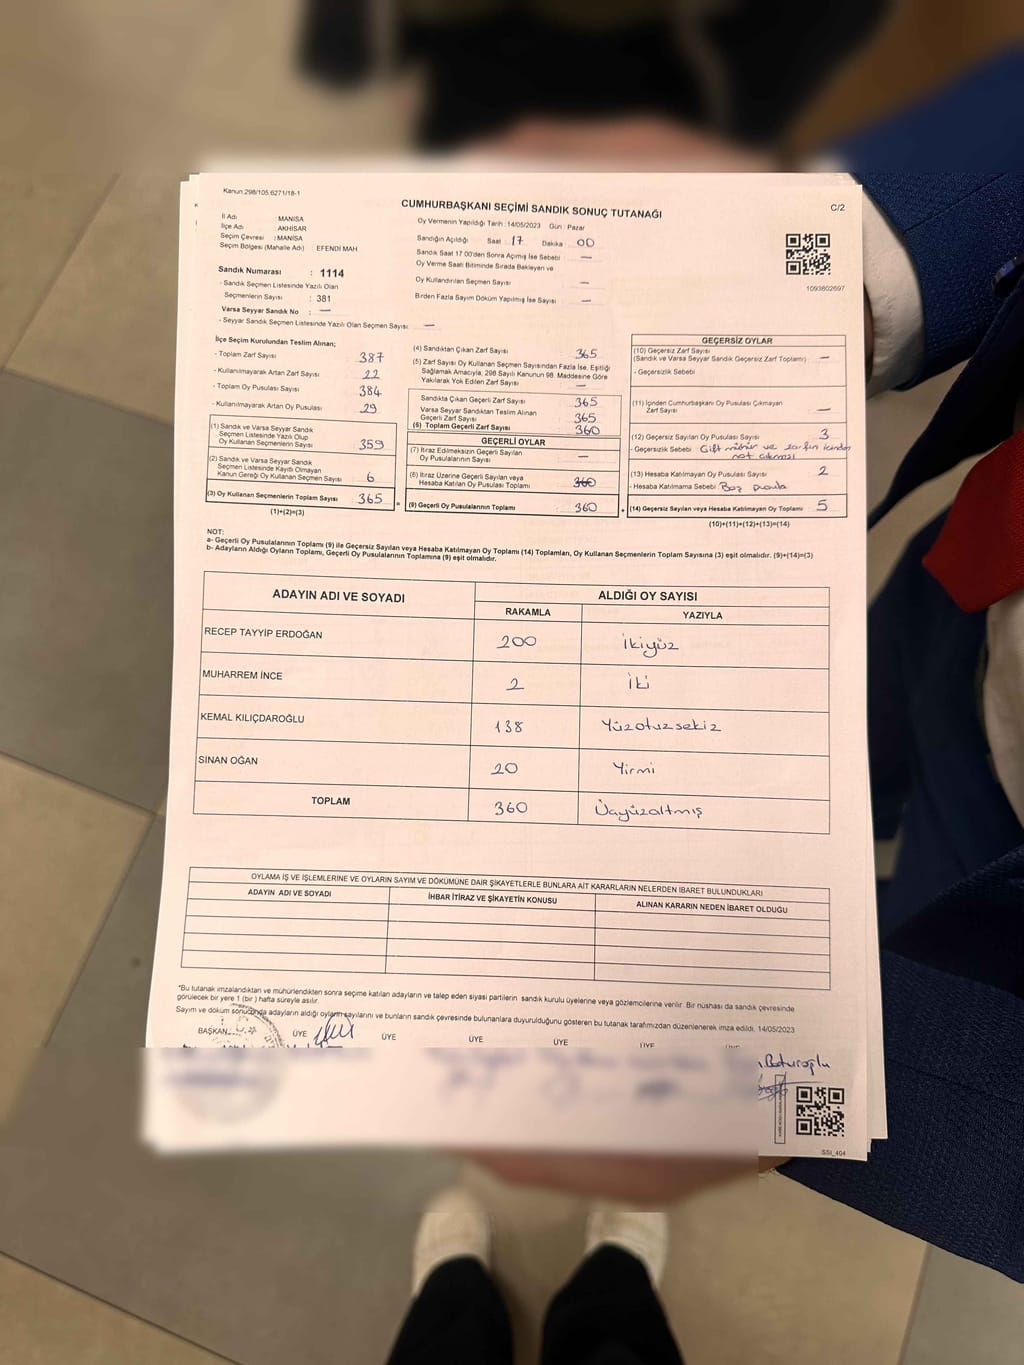 Kanun.298/105.6271/18-1
CUMHURBAŞKANI SEÇİMİ SANDIK SONUÇ TUTANAĞI
C/2
İl Adı : MANİSA
İlçe Adı : AKHİSAR
Seçim Çevresi : MANİSA
Seçim Bölgesi (Mahalle Adı) EFENDİ MAH.
Oy Vermenin Yapıldığı Tarih : 14/05/2023 Gün : Pazar
Sandığın Açıldığı Saat : 17 Dakika : 00
Sandık Saat 17:00'den Sonra Açılmış İse Sebebi : —
Oy Verme Saati Bitiminde Sırada Bekleyen ve
Oy Kullandırılan Seçmen Sayısı : —
Birden Fazla Sayım Döküm Yapılmış İse Sayısı : —
1093802697
Sandık Numarası : 1114
- Sandık Seçmen Listesinde Yazılı Olan
Seçmenlerin Sayısı : 381
Varsa Seyyar Sandık No : —
- Seyyar Sandık Seçmen Listesinde Yazılı Olan Seçmen Sayısı : —
İlçe Seçim Kurulundan Teslim Alınan;
- Toplam Zarf Sayısı : 387
- Kullanılmayarak Artan Zarf Sayısı : 22
- Toplam Oy Pusulası Sayısı : 384
- Kullanılmayarak Artan Oy Pusulası : 29
(1) Sandık ve Varsa Seyyar Sandık
Seçmen Listesinde Yazılı Olup
Oy Kullanan Seçmenlerin Sayısı : 359
(2) Sandık ve Varsa Seyyar Sandık
Seçmen Listesinde Kayıtlı Olmayan
Kanun Gereği Oy Kullanan Seçmen Sayısı : 6
(3) Oy Kullanan Seçmenlerin Toplam Sayısı : 365
(1)+(2)=(3)
(4) Sandıktan Çıkan Zarf Sayısı : 365
(5) Zarf Sayısı Oy Kullanan Seçmen Sayısından Fazla İse, Eşitliği
Sağlamak Amacıyla, 298 Sayılı Kanunun 98. Maddesine Göre
Yakılarak Yok Edilen Zarf Sayısı : —
Sandıkta Çıkan Geçerli Zarf Sayısı : 365
Varsa Seyyar Sandıktan Teslim Alınan
Geçerli Zarf Sayısı : 365
(6) Toplam Geçerli Zarf Sayısı : 360
GEÇERLİ OYLAR
(7) İtiraz Edilmeksizin Geçerli Sayılan
Oy Pusulalarının Sayısı : —
(8) İtiraz Üzerine Geçerli Sayılan ve
Hesaba Katılan Oy Pusulası Toplamı : 360
= (9) Geçerli Oy Pusulalarının Toplamı : 360 +
GEÇERSİZ OYLAR
(10) Geçersiz Zarf Sayısı
(Sandık ve Varsa Seyyar Sandık Geçersiz Zarf Toplamı) : —
- Geçersizlik Sebebi :
(11) İçinden Cumhurbaşkanı Oy Pusulası Çıkmayan
Zarf Sayısı : —
(12) Geçersiz Sayılan Oy Pusulası Sayısı : 3
- Geçersizlik Sebebi : Çift mühür ve zarfın içinden
not çıkması
(13) Hesaba Katılmayan Oy Pusulası Sayısı : 2
- Hesaba Katılmama Sebebi : Boş pusula
(14) Geçersiz Sayılan veya Hesaba Katılmayan Oy Toplamı : 5
(10)+(11)+(12)+(13)=(14)
NOT:
a- Geçerli Oy Pusulalarının Toplamı (9) ile Geçersiz Sayılan veya Hesaba Katılmayan Oy Toplamı (14) Toplamları, Oy Kullanan Seçmenlerin Toplam Sayısına (3) eşit olmalıdır. (9)+(14)=(3)
b- Adayların Aldığı Oyların Toplamı, Geçerli Oy Pusulalarının Toplamına (9) eşit olmalıdır.
ADAYIN ADI VE SOYADI ALDIĞI OY SAYISI
RAKAMLA YAZIYLA
RECEP TAYYİP ERDOĞAN 200 İkiyüz
MUHARREM İNCE 2 İki
KEMAL KILIÇDAROĞLU 138 Yüzotuzsekiz
SİNAN OĞAN 20 Yirmi
TOPLAM 360 Üçyüzaltmış
OYLAMA İŞ VE İŞLEMLERİNE VE OYLARIN SAYIM VE DÖKÜMÜNE DAİR ŞİKAYETLERLE BUNLARA AİT KARARLARIN NELERDEN İBARET BULUNDUKLARI
ADAYIN ADI VE SOYADI İHBAR İTİRAZ VE ŞİKAYETİN KONUSU ALINAN KARARIN NEDEN İBARET OLDUĞU
*Bu tutanak imzalandıktan ve mühürlendikten sonra seçime katılan adayların ve talep eden siyasi partilerin sandık kurulu üyelerine veya gözlemcilerine verilir. Bir nüshası da sandık çevresinde
görülecek bir yere 1 (bir ) hafta süreyle asılır.
Sayım ve döküm sonucunda adayların aldığı oyların sayılarını ve bunların sandık çevresinde bulunanlara duyurulduğunu gösteren bu tutanak tarafımızdan düzenlenerek imza edildi. 14/05/2023
BAŞKAN ÜYE ÜYE ÜYE ÜYE ÜYE
SSI_404